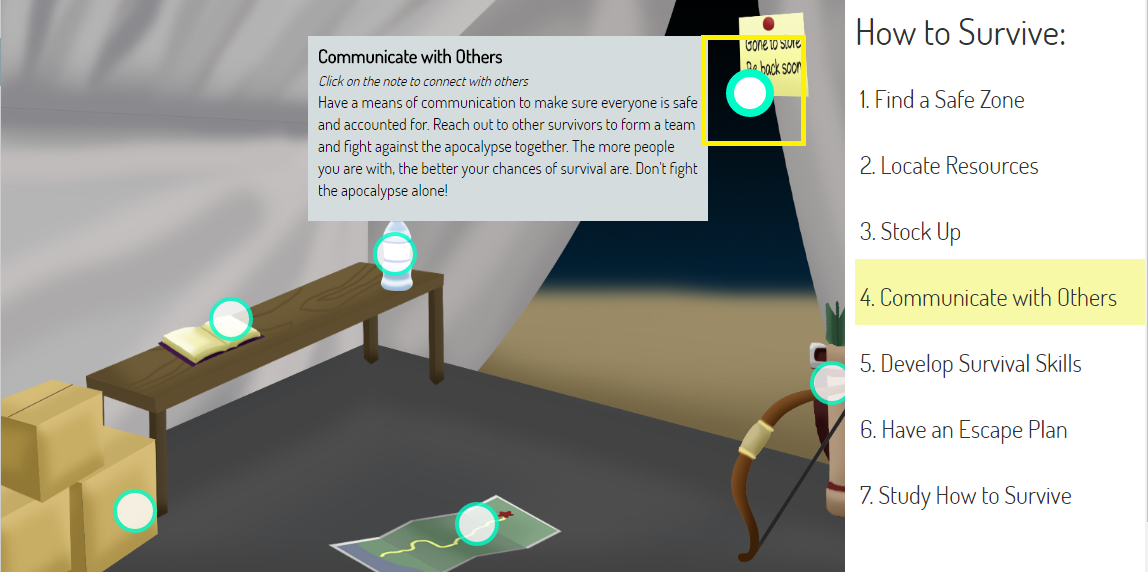 Communicate with Others
Click on the note to connect with others
Have a means of communication to make sure everyone is safe
and accounted for. Reach out to other survivors to form a team
and fight against the apocalypse together. The more people
you are with, the better your chances of survival are. Don't fight
the apocalypse alone!
Gone to store
Be back soon
How to Survive:
1. Find a Safe Zone
2. Locate Resources
3. Stock Up
4. Communicate with Others
5. Develop Survival Skills
6. Have an Escape Plan
7. Study How to Survive